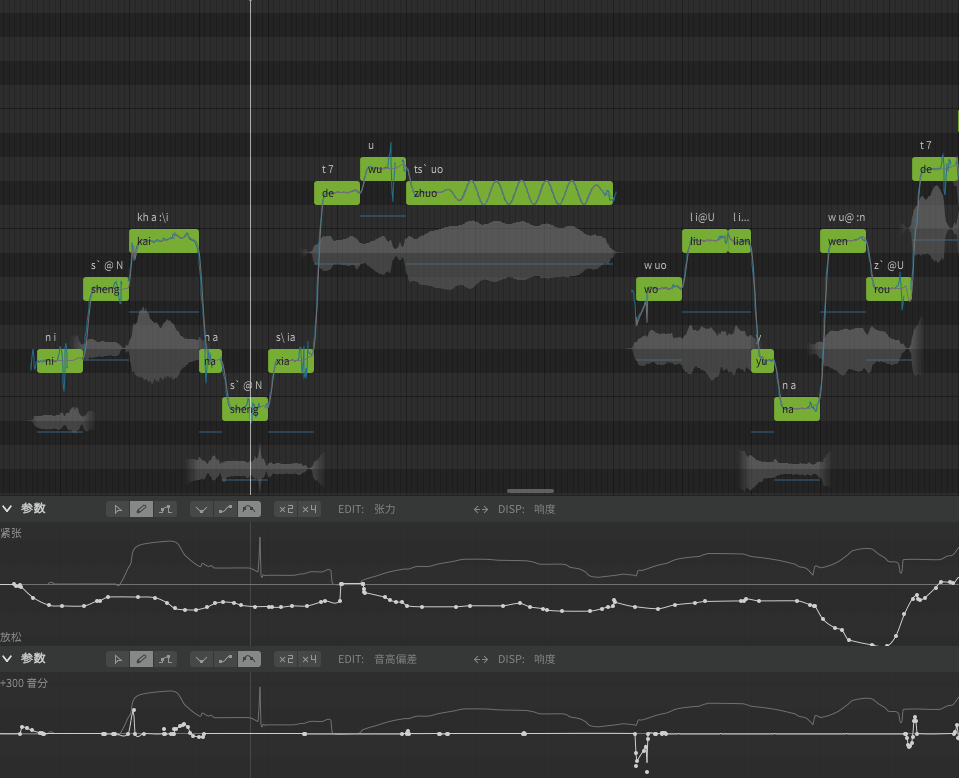 t 7
u
t 7
wu
ts` uo
de
de
zhuo
kh a :\i
l i@U
l i...
w u@ :n
kai
liu
lian
wen
s` @ N
w uo
z` @U
sheng
wo
rou
n i
n a
s\ ia
y
ni
na
xia
yu
s` @ N
n a
sheng
na
参数
×2
×4
EDIT: 张力
DISP: 响度
紧张
放松
参数
×2
×4
EDIT: 音高偏差
DISP: 响度
+300 音分